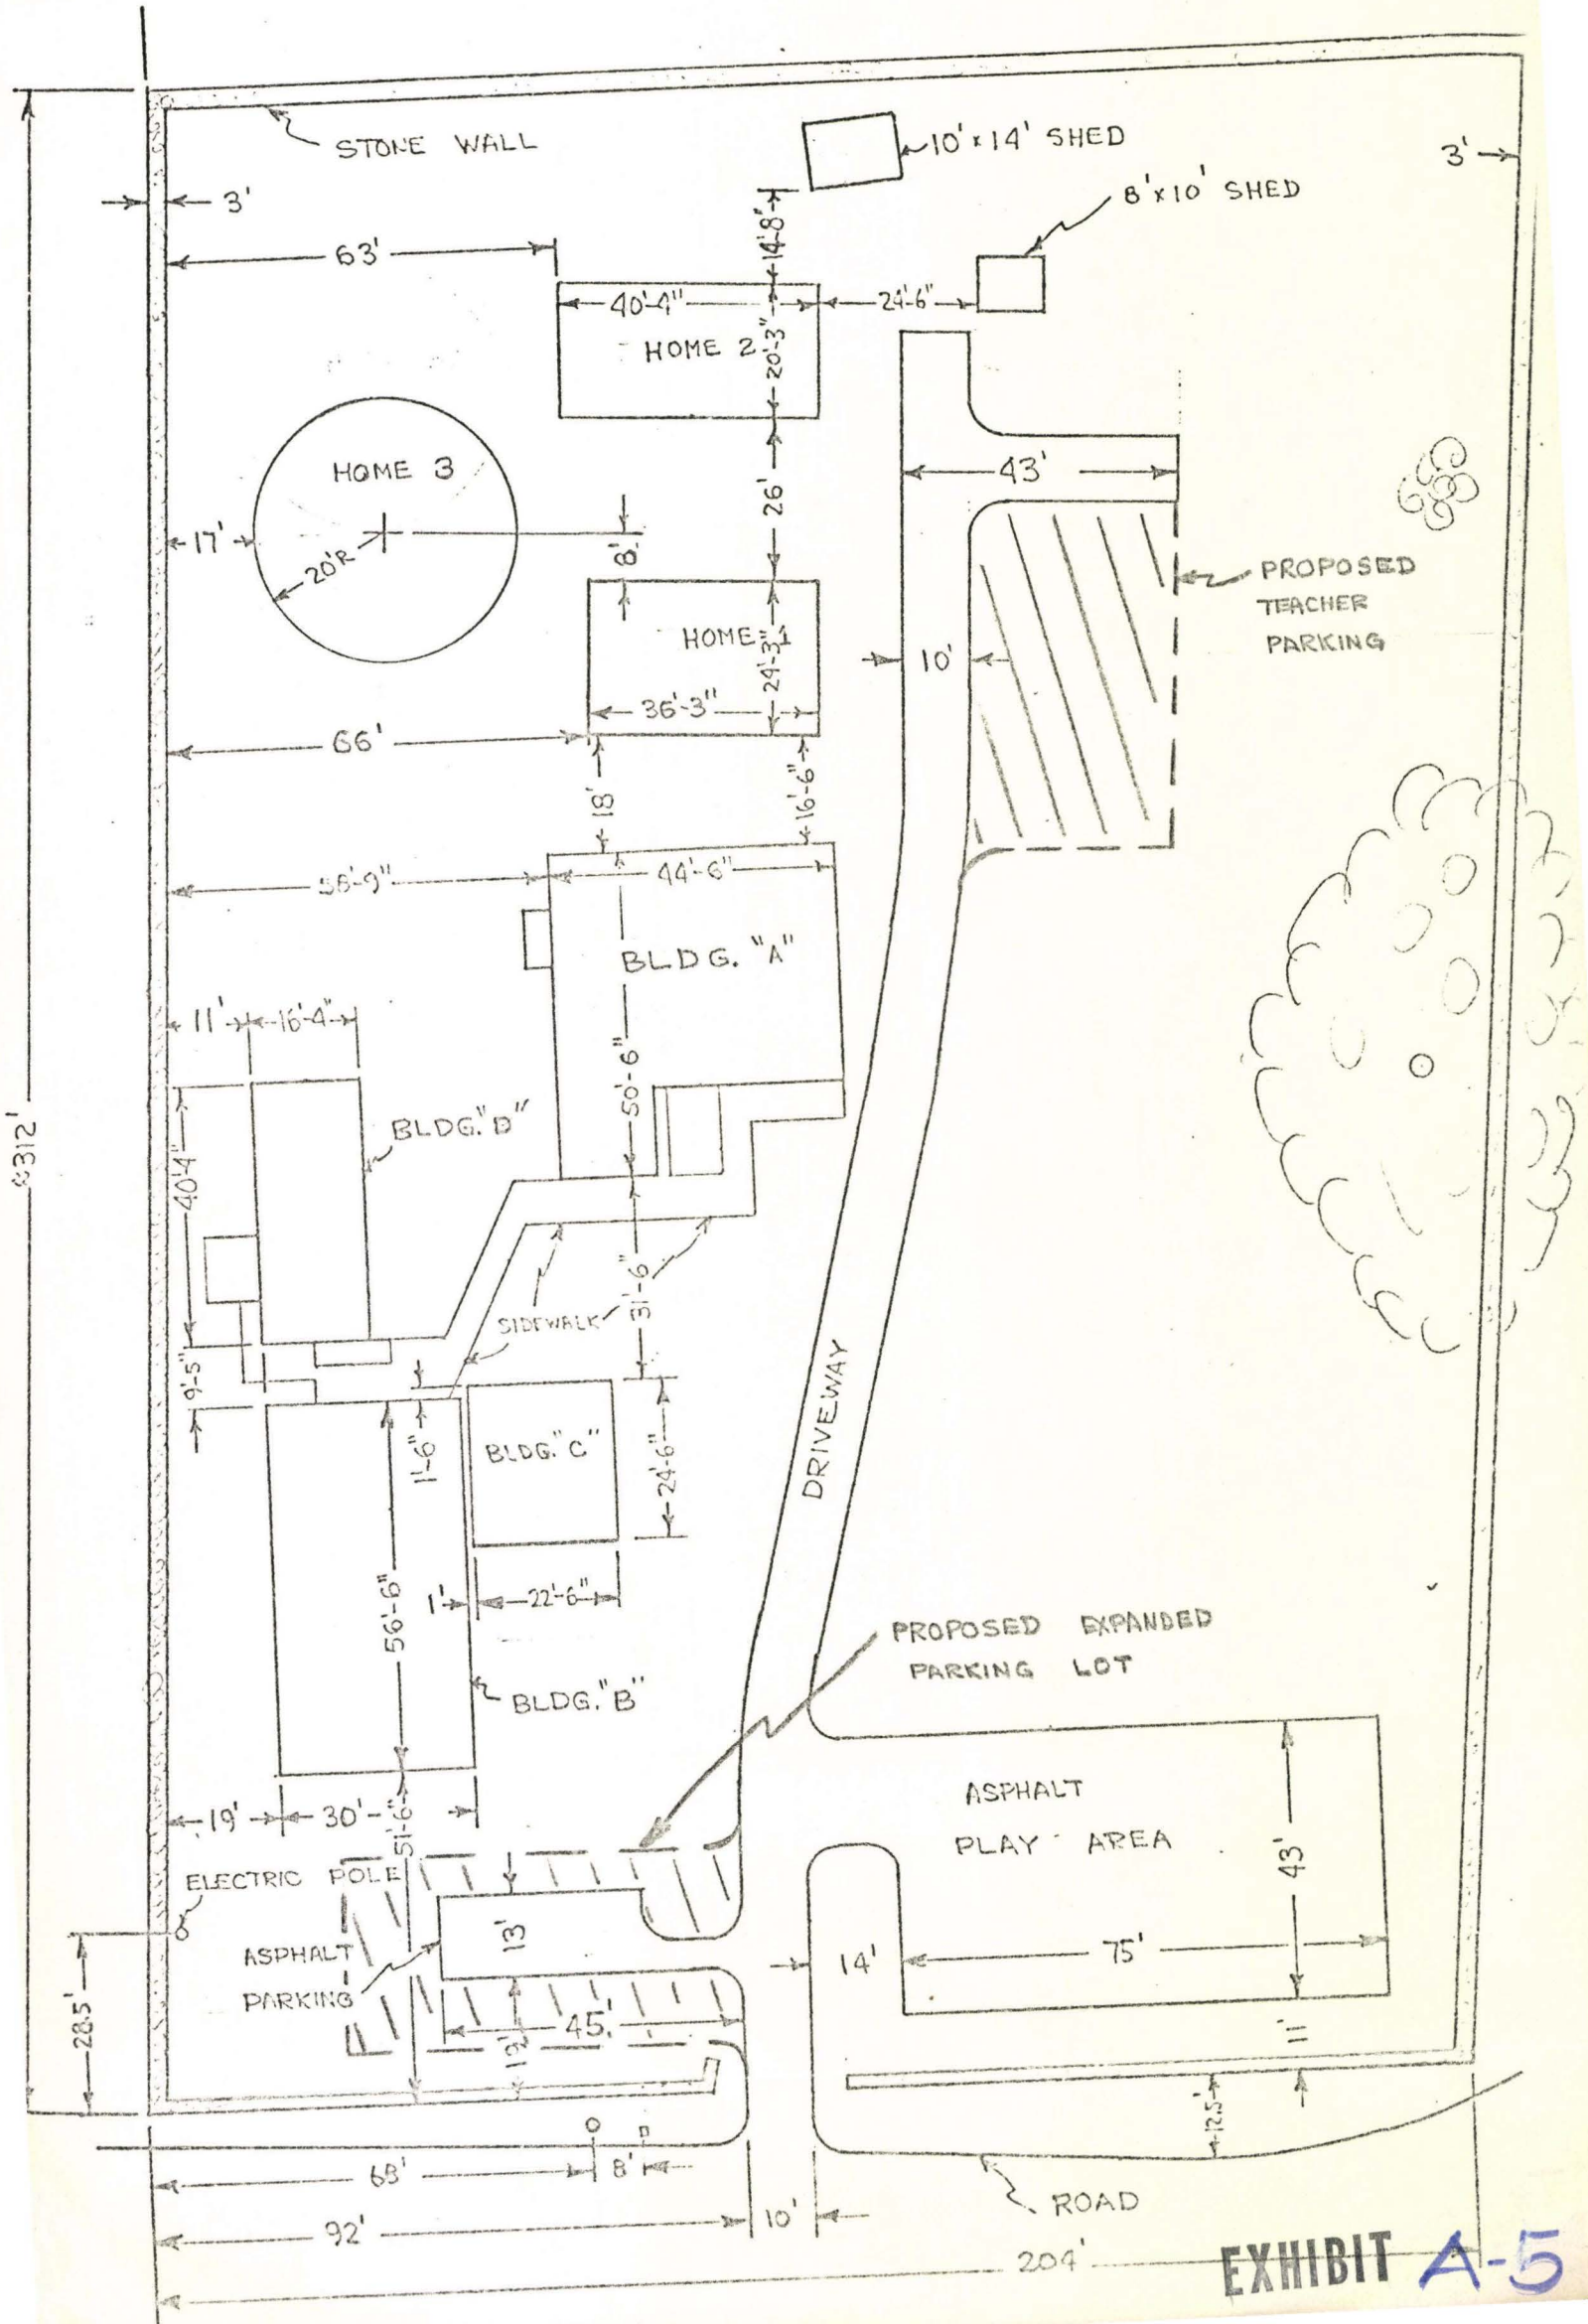 STONE WALL
10'x14' SHED
3'
8'x10' SHED
3'
63'
14'-8"
40'-4"
24'-6"
HOME 2
20'-3"
HOME 3
43'
26'
17'
20'R
8'
PROPOSED
TEACHER
PARKING
HOME 1
24'-3"
10'
36'-3"
66'
18'
16'-6"
58'-9"
44'-6"
BLDG. "A"
11'
16'-4"
50'-6"
BLDG. "D"
≈312'
40'-4"
31'-6"
SIDEWALK
9'-5"
DRIVEWAY
1'-6"
BLDG. "C"
24'-6"
1'
22'-6"
56'-6"
PROPOSED EXPANDED
PARKING LOT
BLDG. "B"
ASPHALT
PLAY AREA
19'
30'
51'-6"
43'
ELECTRIC POLE
13'
ASPHALT
PARKING
14'
75'
28.5'
45'
19'
11'
12.5'
68'
8'
ROAD
92'
10'
204'
EXHIBIT A-5